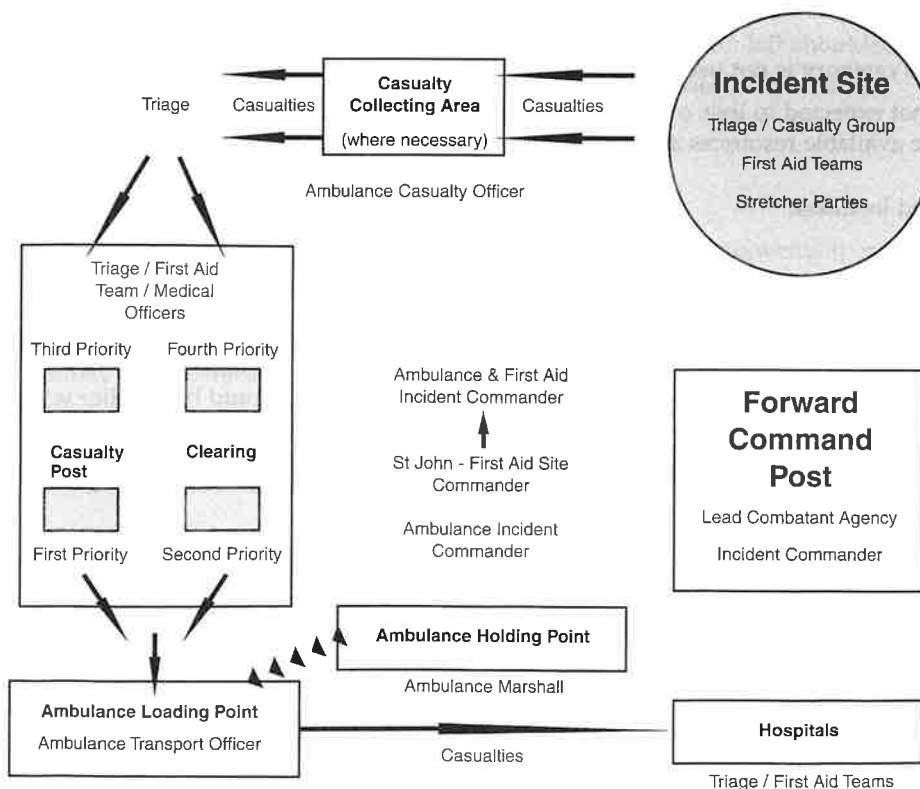 Incident Site
Triage / Casualty Group
First Aid Teams
Stretcher Parties
Casualties
Casualty
Collecting Area
(where necessary)
Ambulance Casualty Officer
Casualties
Triage
Triage / First Aid
Team / Medical
Officers
Third Priority
Fourth Priority
Casualty
Post
Clearing
First Priority
Second Priority
Ambulance & First Aid
Incident Commander
St John - First Aid Site
Commander
Ambulance Incident
Commander
Forward
Command
Post
Lead Combatant Agency
Incident Commander
Ambulance Holding Point
Ambulance Marshall
Ambulance Loading Point
Ambulance Transport Officer
Casualties
Hospitals
Triage / First Aid Teams